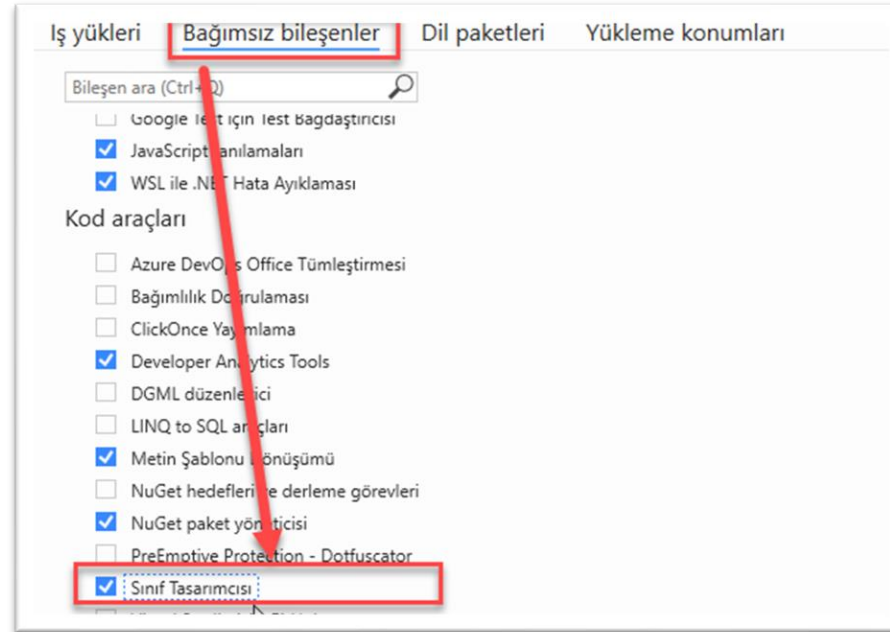 İş yükleri Bağımsız bileşenler Dil paketleri Yükleme konumları
Bileşen ara (Ctrl+Q)
Google Test için Test Bağdaştırıcısı
JavaScript tanılamaları
WSL ile .NET Hata Ayıklaması
Kod araçları
Azure DevOps Office Tümleştirmesi
Bağımlılık Doğrulaması
ClickOnce Yayımlama
Developer Analytics Tools
DGML düzenleyici
LINQ to SQL araçları
Metin Şablonu Dönüşümü
NuGet hedefleri ve derleme görevleri
NuGet paket yöneticisi
PreEmptive Protection - Dotfuscator
Sınıf Tasarımcısı